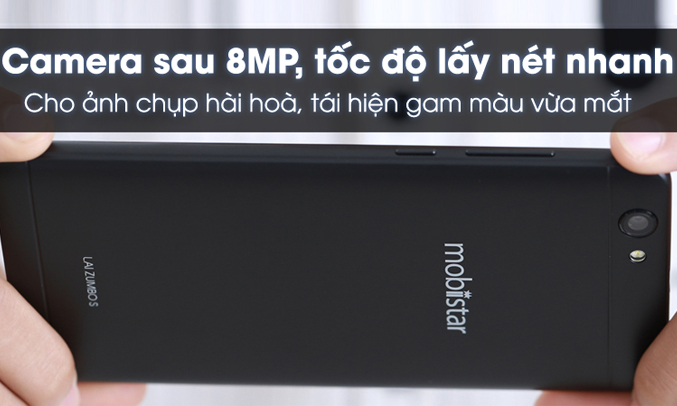 Camera sau 8MP, tốc độ lấy nét nhanh
Cho ảnh chụp hài hoà, tái hiện gam màu vừa mắt
mobiistar
LAI ZUMBO S